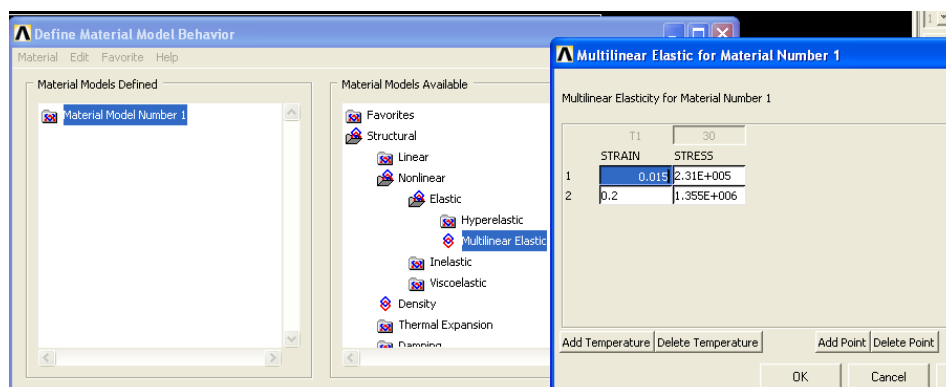 Define Material Model Behavior
Material Edit Favorite Help
Material Models Defined
Material Model Number 1
Material Models Available
Favorites
Structural
Linear
Nonlinear
Elastic
Hyperelastic
Multilinear Elastic
Inelastic
Viscoelastic
Density
Thermal Expansion
Damping
Multilinear Elastic for Material Number 1
Multilinear Elasticity for Material Number 1
T1 30
STRAIN STRESS
1 0.015 2.31E+005
2 0.2 1.355E+006
Add Temperature Delete Temperature Add Point Delete Point
OK Cancel
1